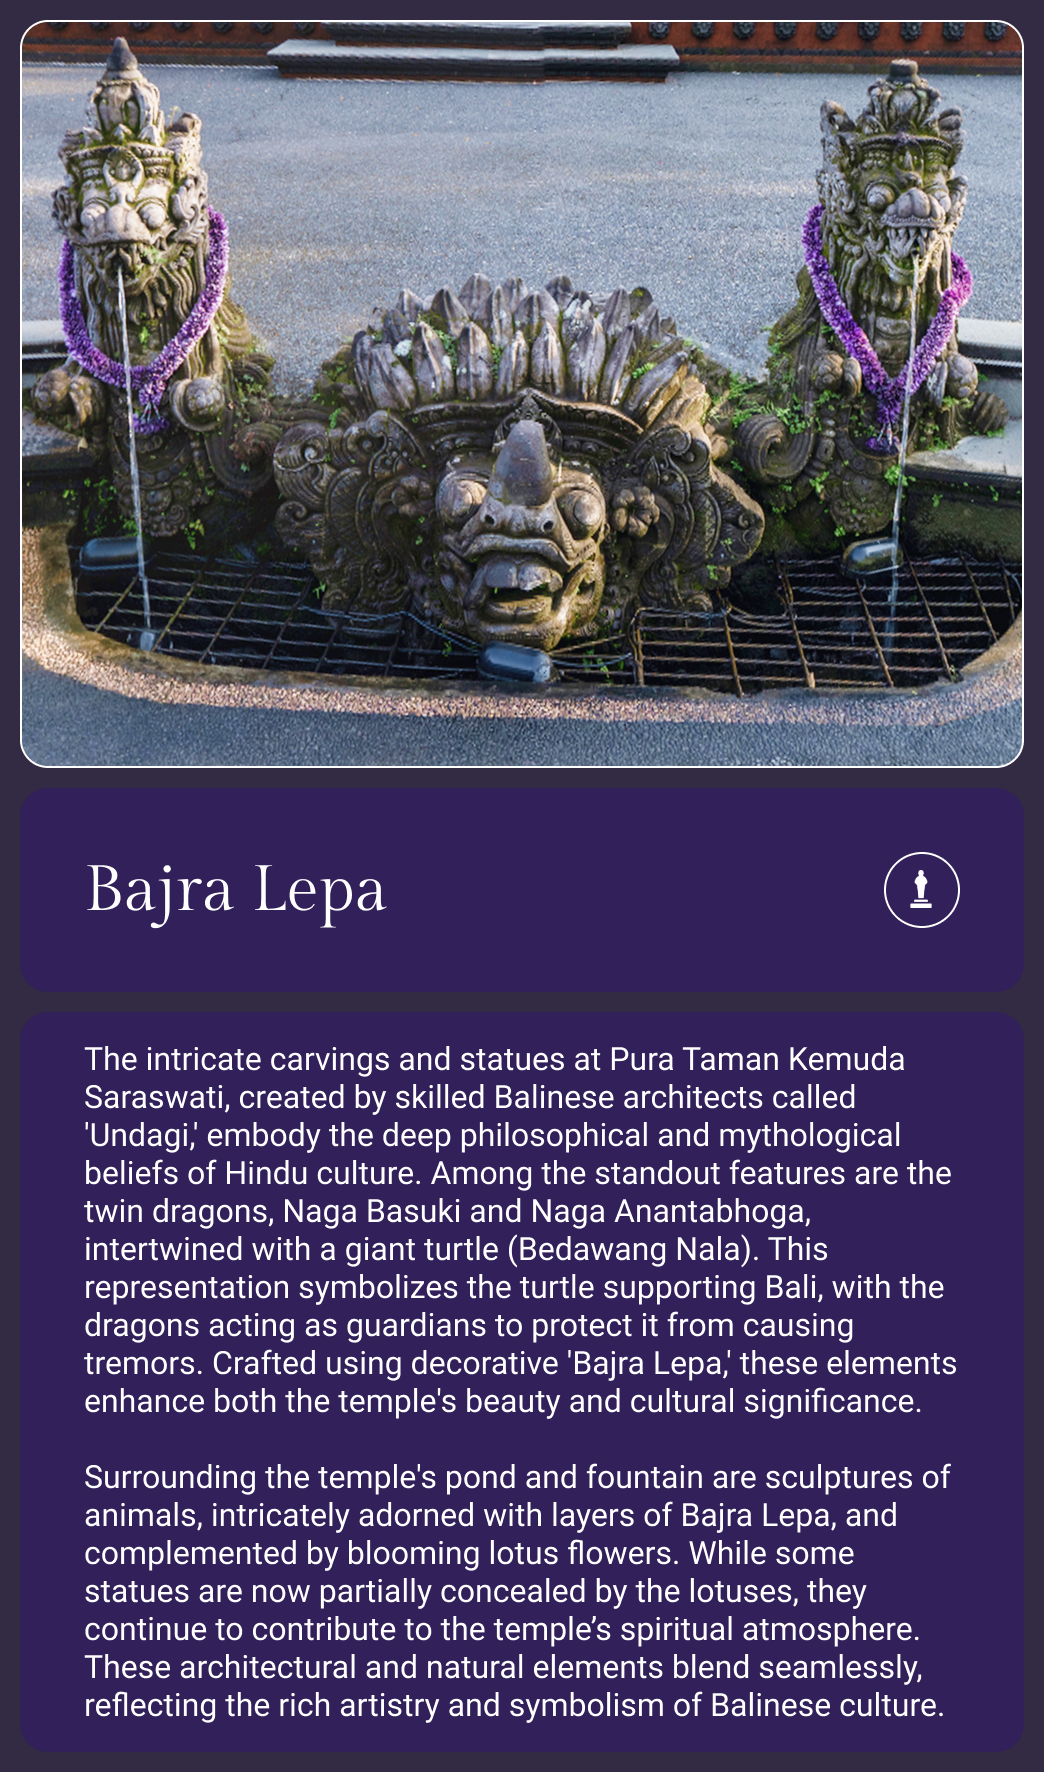 Bajra Lepa
The intricate carvings and statues at Pura Taman Kemuda
Saraswati, created by skilled Balinese architects called
'Undagi,' embody the deep philosophical and mythological
beliefs of Hindu culture. Among the standout features are the
twin dragons, Naga Basuki and Naga Anantabhoga,
intertwined with a giant turtle (Bedawang Nala). This
representation symbolizes the turtle supporting Bali, with the
dragons acting as guardians to protect it from causing
tremors. Crafted using decorative 'Bajra Lepa,' these elements
enhance both the temple's beauty and cultural significance.
Surrounding the temple's pond and fountain are sculptures of
animals, intricately adorned with layers of Bajra Lepa, and
complemented by blooming lotus flowers. While some
statues are now partially concealed by the lotuses, they
continue to contribute to the temple’s spiritual atmosphere.
These architectural and natural elements blend seamlessly,
reflecting the rich artistry and symbolism of Balinese culture.